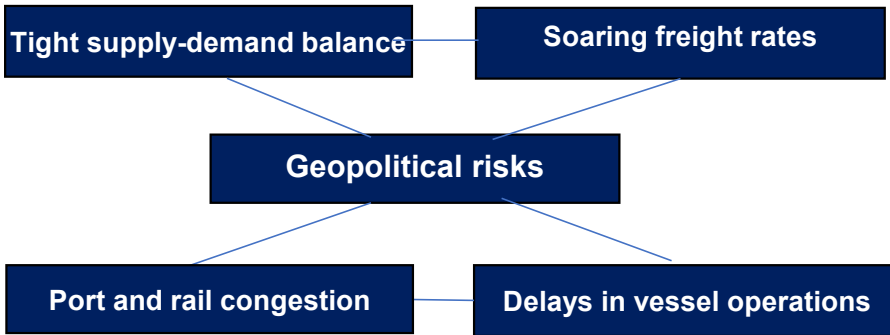 Tight supply-demand balance
Soaring freight rates
Geopolitical risks
Port and rail congestion
Delays in vessel operations